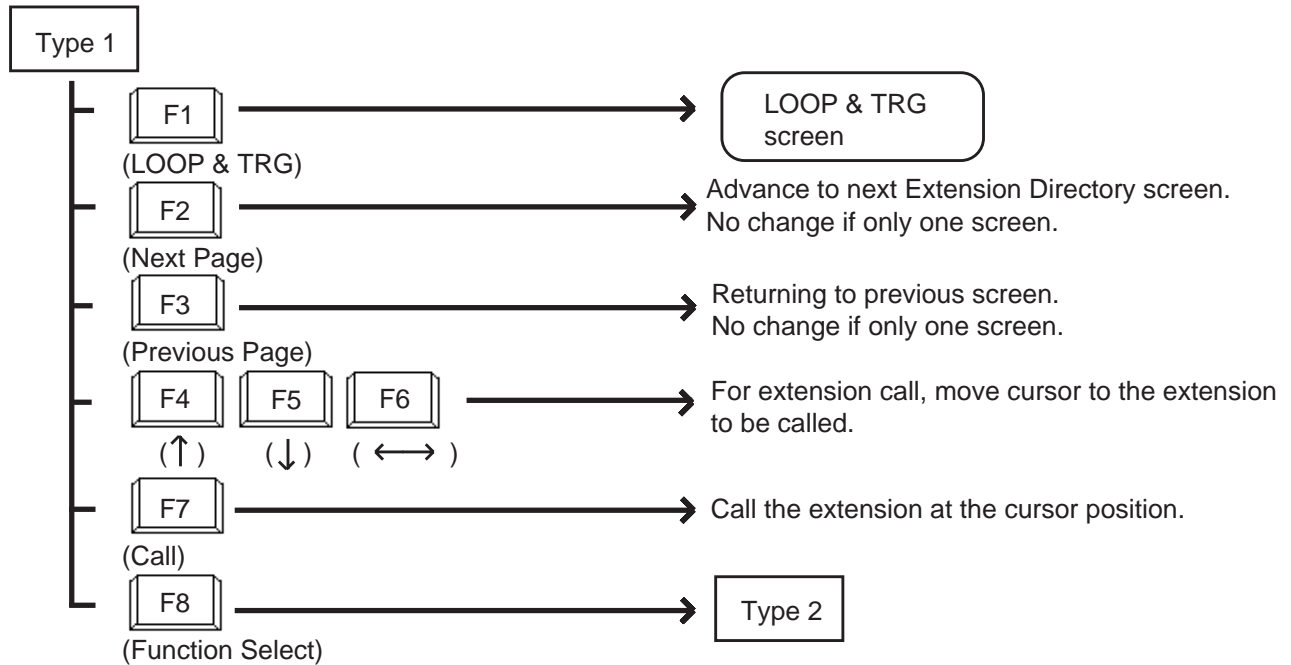 Type 1
F1
(LOOP & TRG)
LOOP & TRG
screen
F2
(Next Page)
Advance to next Extension Directory screen.
No change if only one screen.
F3
(Previous Page)
Returning to previous screen.
No change if only one screen.
F4 F5 F6
(↑) (↓) ( ⟷ )
For extension call, move cursor to the extension
to be called.
F7
(Call)
Call the extension at the cursor position.
F8
(Function Select)
Type 2